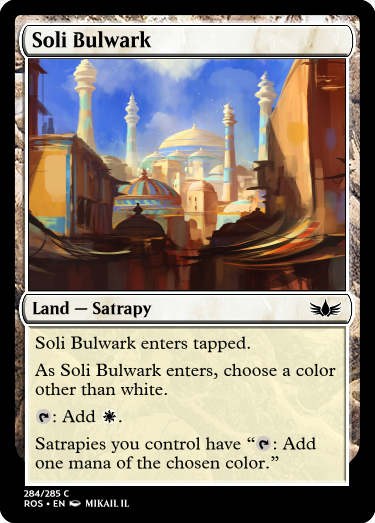 Soli Bulwark
Land — Satrapy
Soli Bulwark enters tapped.
As Soli Bulwark enters, choose a color
other than white.
: Add .
Satrapies you control have “: Add
one mana of the chosen color.”
284/285 C
ROS • EN MIKAIL IL